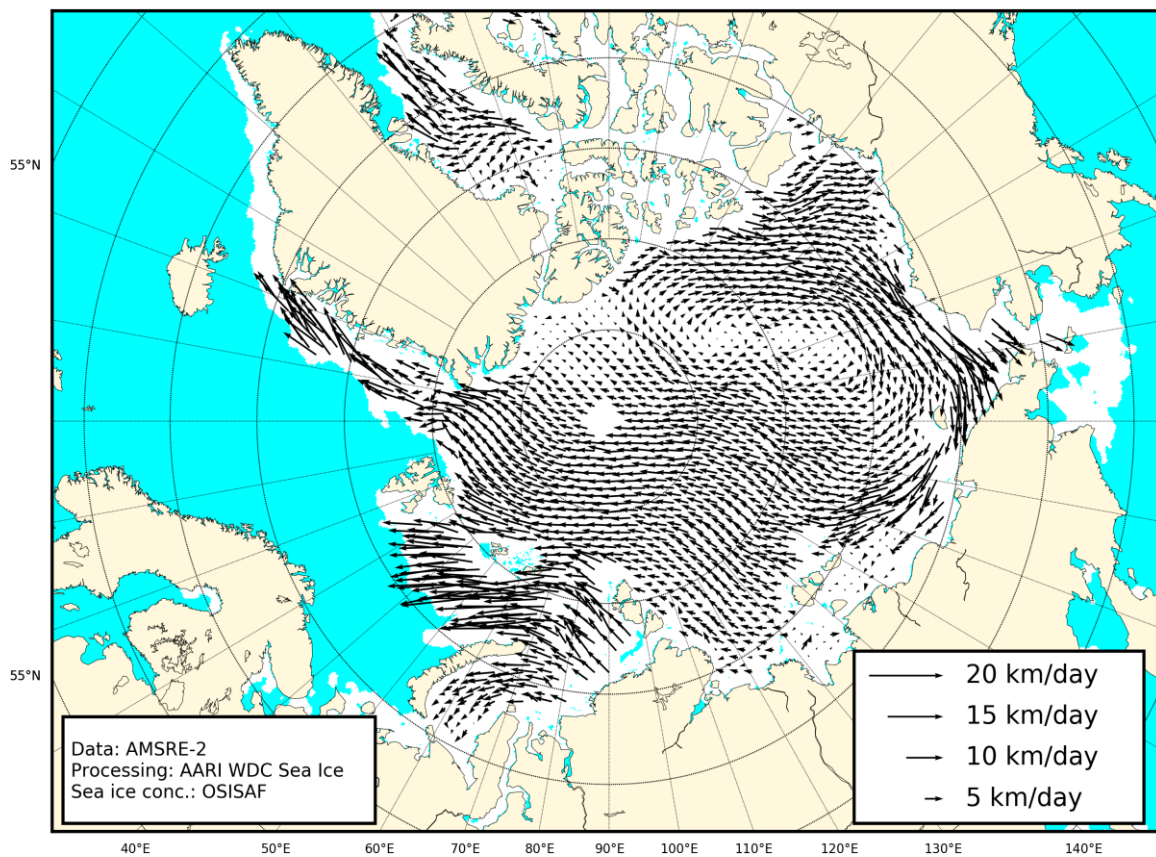 55°N
55°N
Data: AMSRE-2
Processing: AARI WDC Sea Ice
Sea ice conc.: OSISAF
20 km/day
15 km/day
10 km/day
5 km/day
40°E 50°E 60°E 70°E 80°E 90°E 100°E 110°E 120°E 130°E 140°E